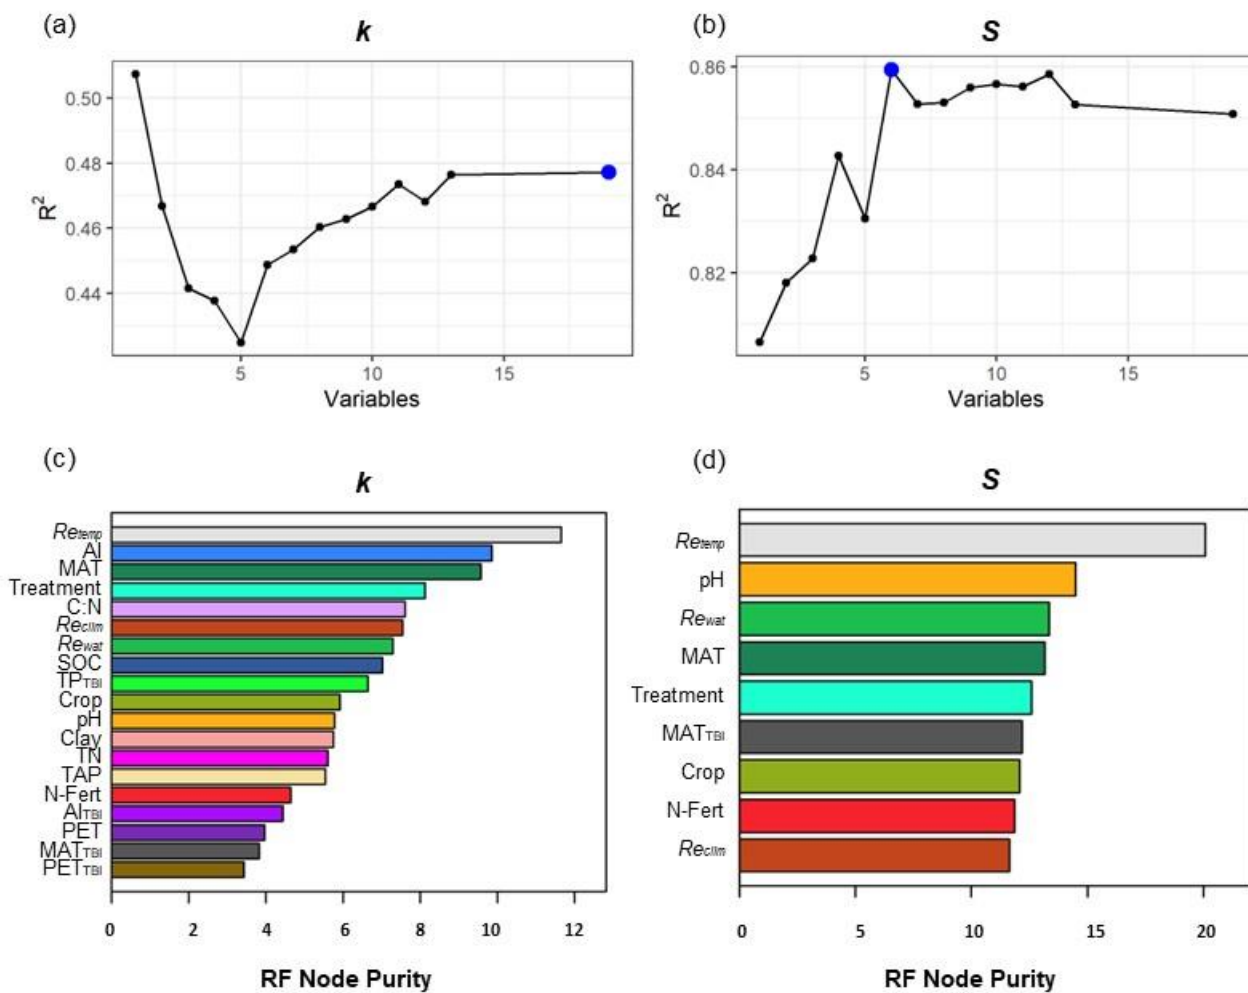 (a)
k
0.50
0.48
0.46
0.44
R²
5
10
15
Variables
(b)
S
0.86
0.84
0.82
R²
5
10
15
Variables
(c)
k
Retemp
AI
MAT
Treatment
C:N
Reclim
Rewat
SOC
TPTBI
Crop
pH
Clay
TN
TAP
N-Fert
AITBI
PET
MATTBI
PETTBI
0 2 4 6 8 10 12
RF Node Purity
(d)
S
Retemp
pH
Rewat
MAT
Treatment
MATTBI
Crop
N-Fert
Reclim
0 5 10 15 20
RF Node Purity